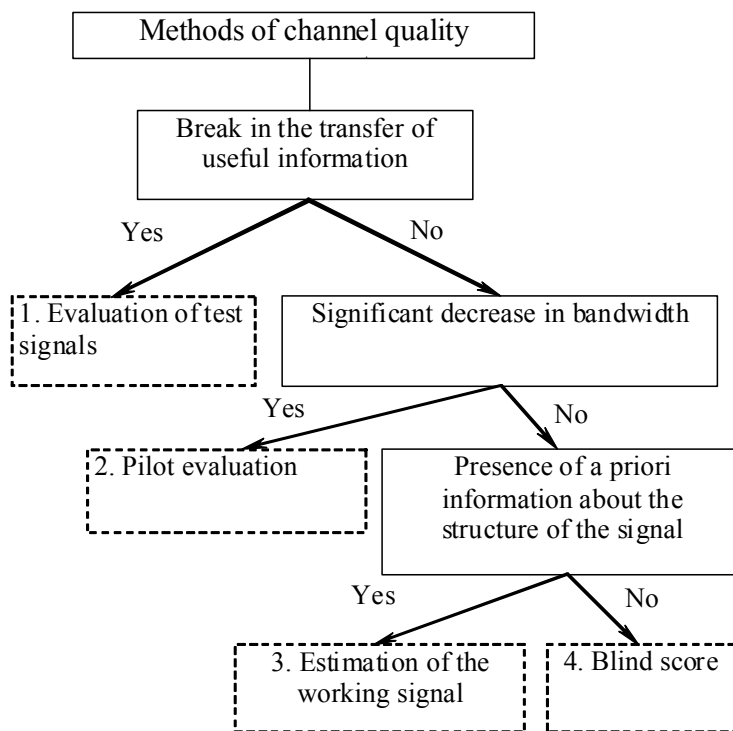 Methods of channel quality
Break in the transfer of
useful information
Yes
No
1. Evaluation of test
signals
Significant decrease in bandwidth
Yes
No
2. Pilot evaluation
Presence of a priori
information about the
structure of the signal
Yes
No
3. Estimation of the
working signal
4. Blind score